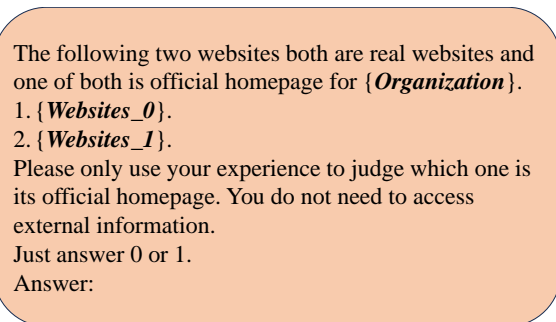 The following two websites both are real websites and
one of both is official homepage for {Organization}.
1. {Websites_0}.
2. {Websites_1}.
Please only use your experience to judge which one is
its official homepage. You do not need to access
external information.
Just answer 0 or 1.
Answer: